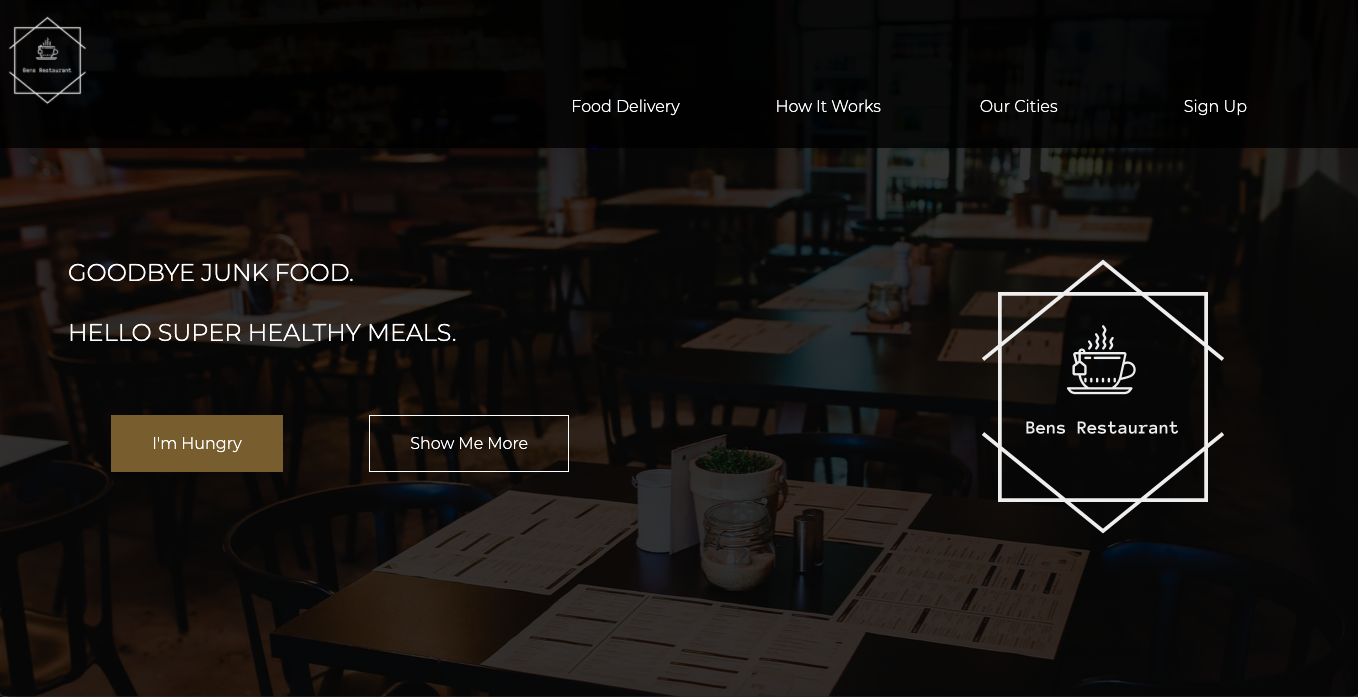 Bens Restaurant
Food Delivery
How It Works
Our Cities
Sign Up
GOODBYE JUNK FOOD.
HELLO SUPER HEALTHY MEALS.
I'm Hungry
Show Me More
Bens Restaurant